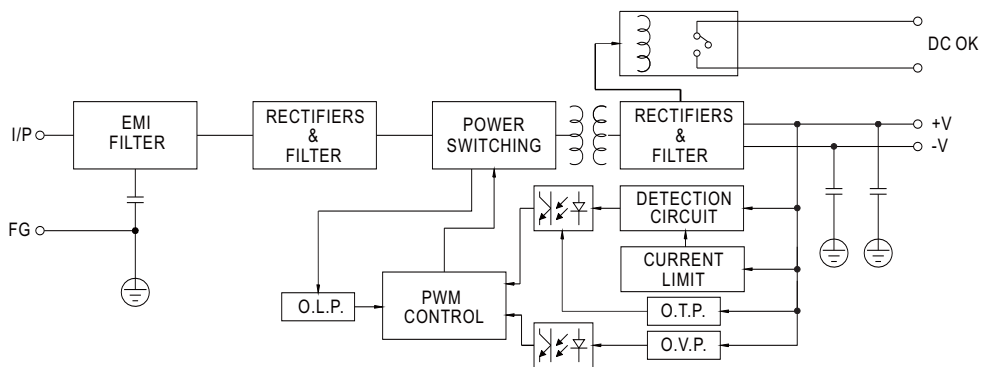 DC OK
I/P
EMI
FILTER
RECTIFIERS
&
FILTER
POWER
SWITCHING
RECTIFIERS
&
FILTER
+V
-V
FG
DETECTION
CIRCUIT
CURRENT
LIMIT
O.L.P.
PWM
CONTROL
O.T.P.
O.V.P.